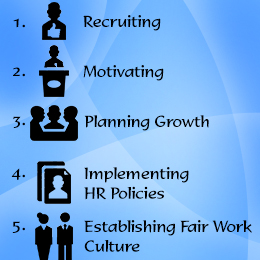 1. Recruiting
2. Motivating
3. Planning Growth
4. Implementing
HR Policies
5. Establishing Fair Work
Culture